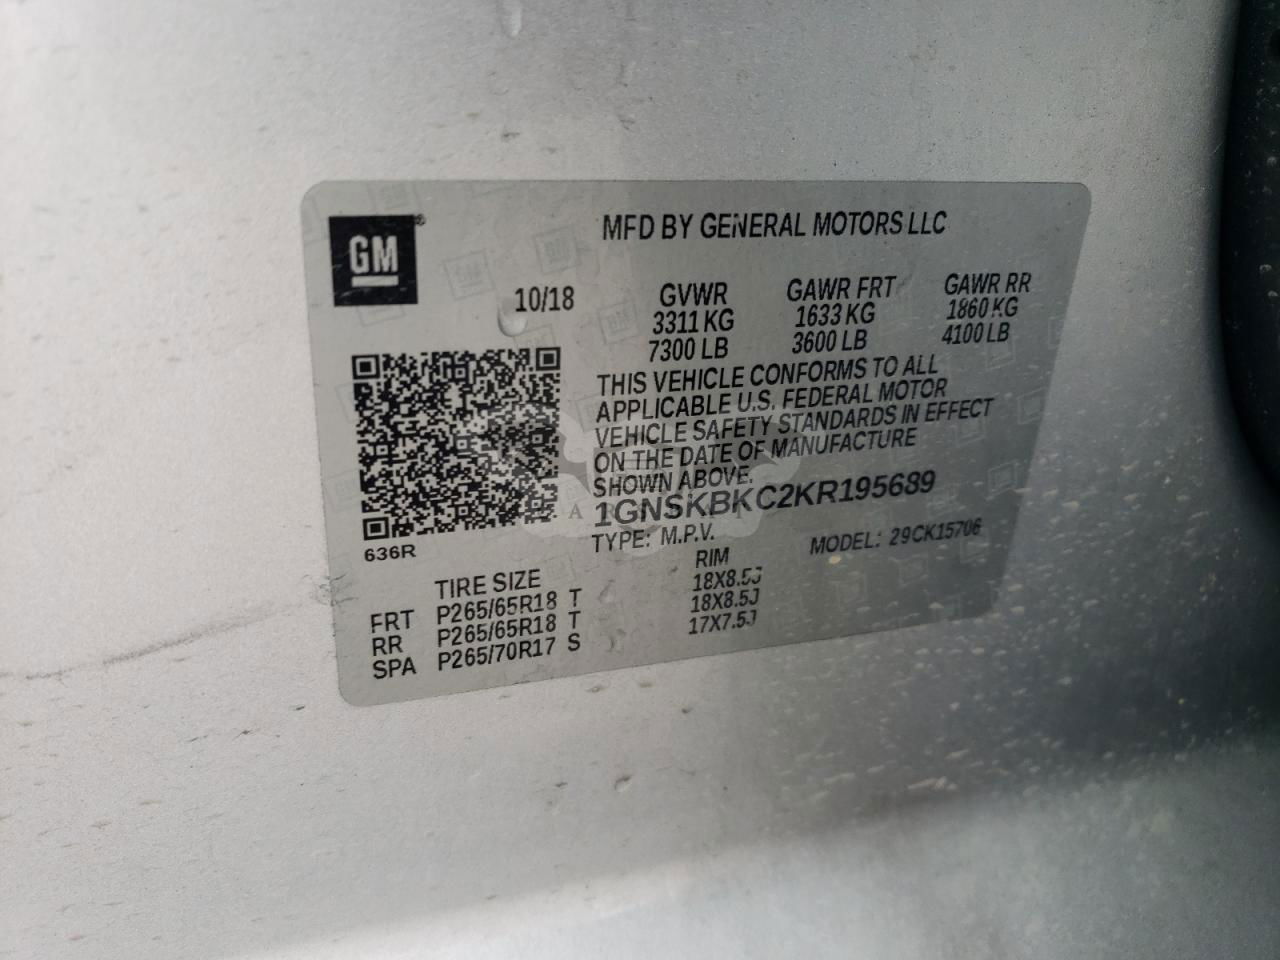 GM
MFD BY GENERAL MOTORS LLC
10/18
GVWR GAWR FRT GAWR RR
3311 KG 1633 KG 1860 KG
7300 LB 3600 LB 4100 LB
THIS VEHICLE CONFORMS TO ALL
APPLICABLE U.S. FEDERAL MOTOR
VEHICLE SAFETY STANDARDS IN EFFECT
ON THE DATE OF MANUFACTURE
SHOWN ABOVE.
1GNSKBKC2KR195689
TYPE: M.P.V. MODEL: 29CK15706
636R
TIRE SIZE RIM
FRT P265/65R18 T 18X8.5J
RR P265/65R18 T 18X8.5J
SPA P265/70R17 S 17X7.5J